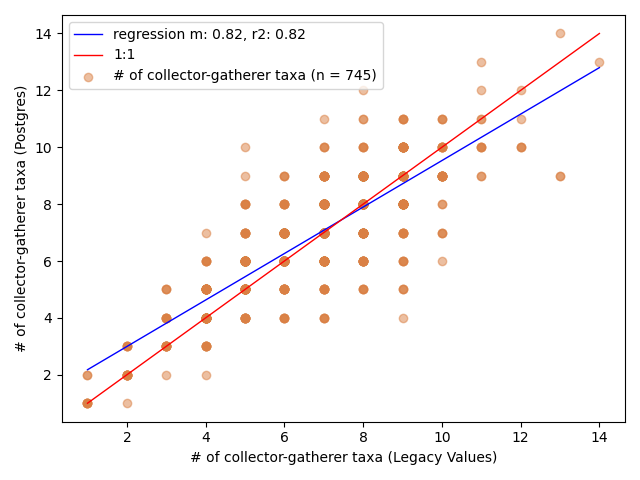 regression m: 0.82, r2: 0.82
1:1
# of collector-gatherer taxa (n = 745)
# of collector-gatherer taxa (Postgres)
14
12
10
8
6
4
2
2 4 6 8 10 12 14
# of collector-gatherer taxa (Legacy Values)